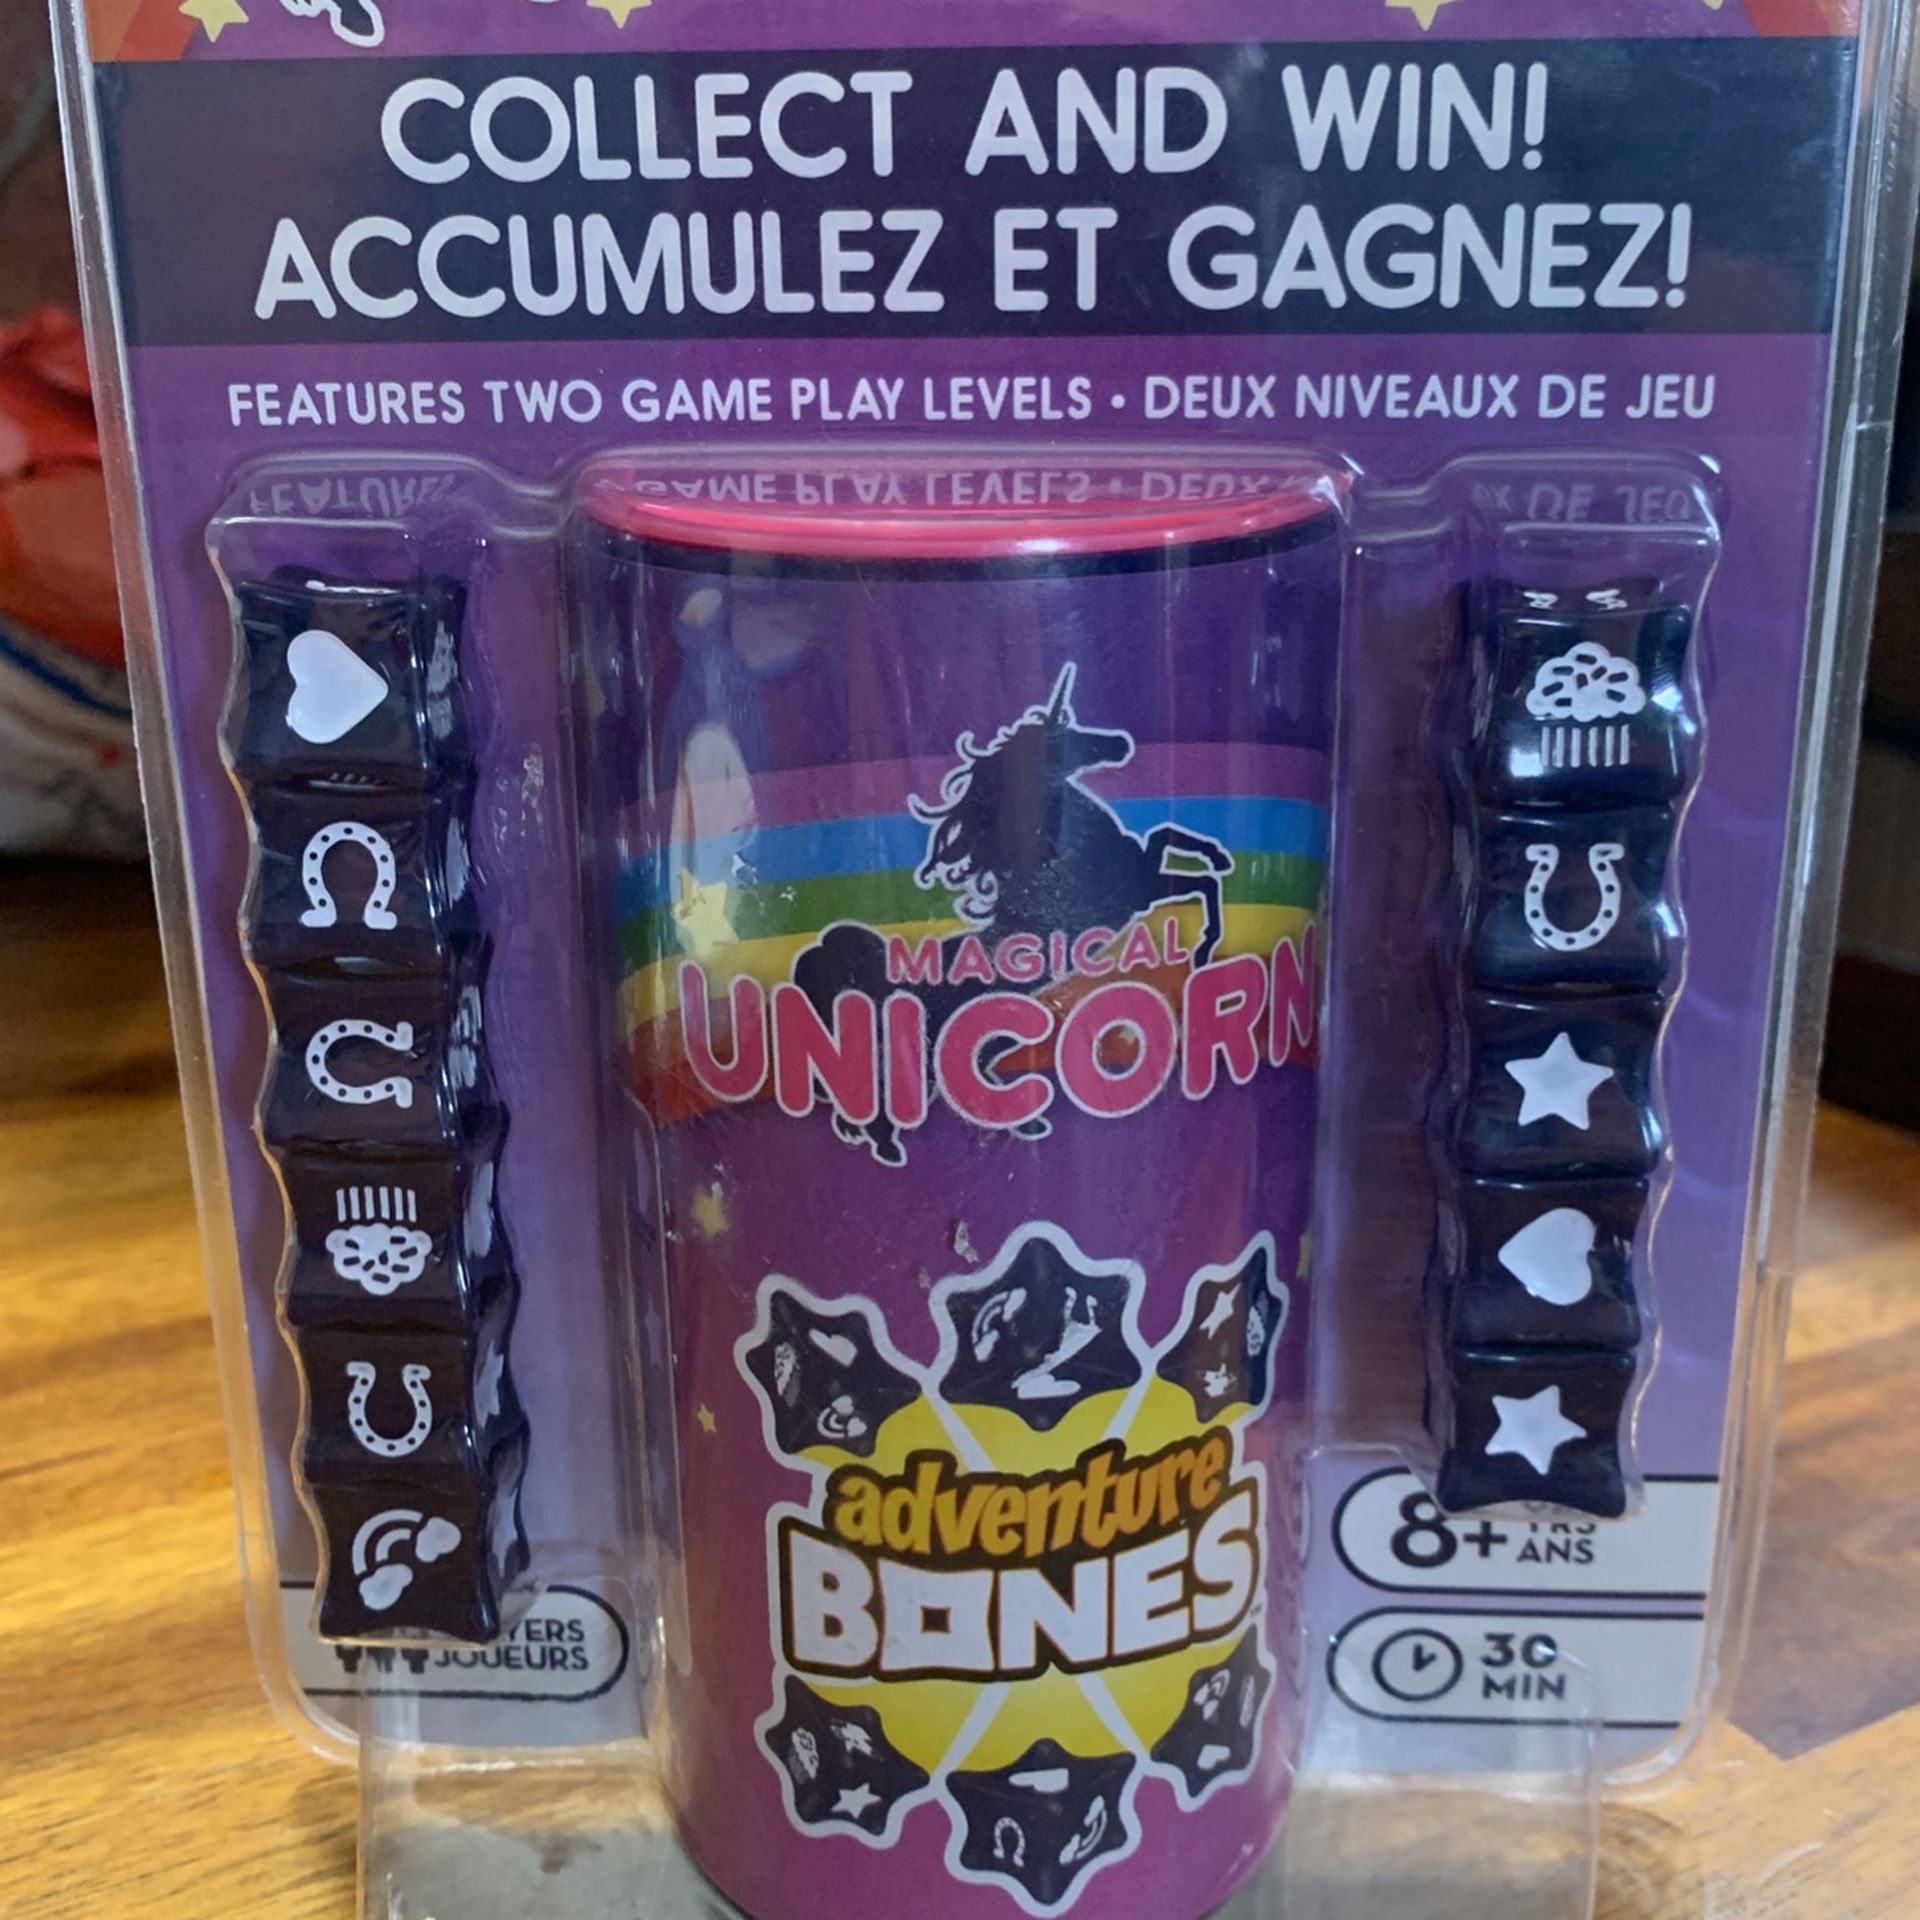 COLLECT AND WIN!
ACCUMULEZ ET GAGNEZ!
FEATURES TWO GAME PLAY LEVELS • DEUX NIVEAUX DE JEU
MAGICAL
UNICORN
adventure
BONES
8+ YRS
ANS
JOUEURS
30
MIN